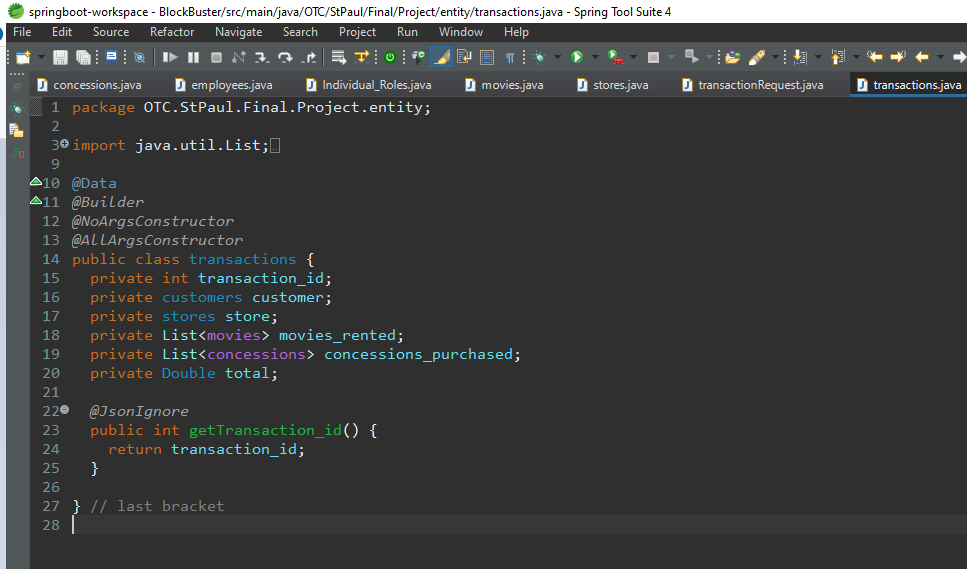 springboot-workspace - BlockBuster/src/main/java/OTC/StPaul/Final/Project/entity/transactions.java - Spring Tool Suite 4
File Edit Source Refactor Navigate Search Project Run Window Help
concessions.java employees.java Individual_Roles.java movies.java stores.java transactionRequest.java transactions.java
1 package OTC.StPaul.Final.Project.entity;
2
3 import java.util.List;
9
10 @Data
11 @Builder
12 @NoArgsConstructor
13 @AllArgsConstructor
14 public class transactions {
15 private int transaction_id;
16 private customers customer;
17 private stores store;
18 private List<movies> movies_rented;
19 private List<concessions> concessions_purchased;
20 private Double total;
21
22 @JsonIgnore
23 public int getTransaction_id() {
24 return transaction_id;
25 }
26
27 } // last bracket
28